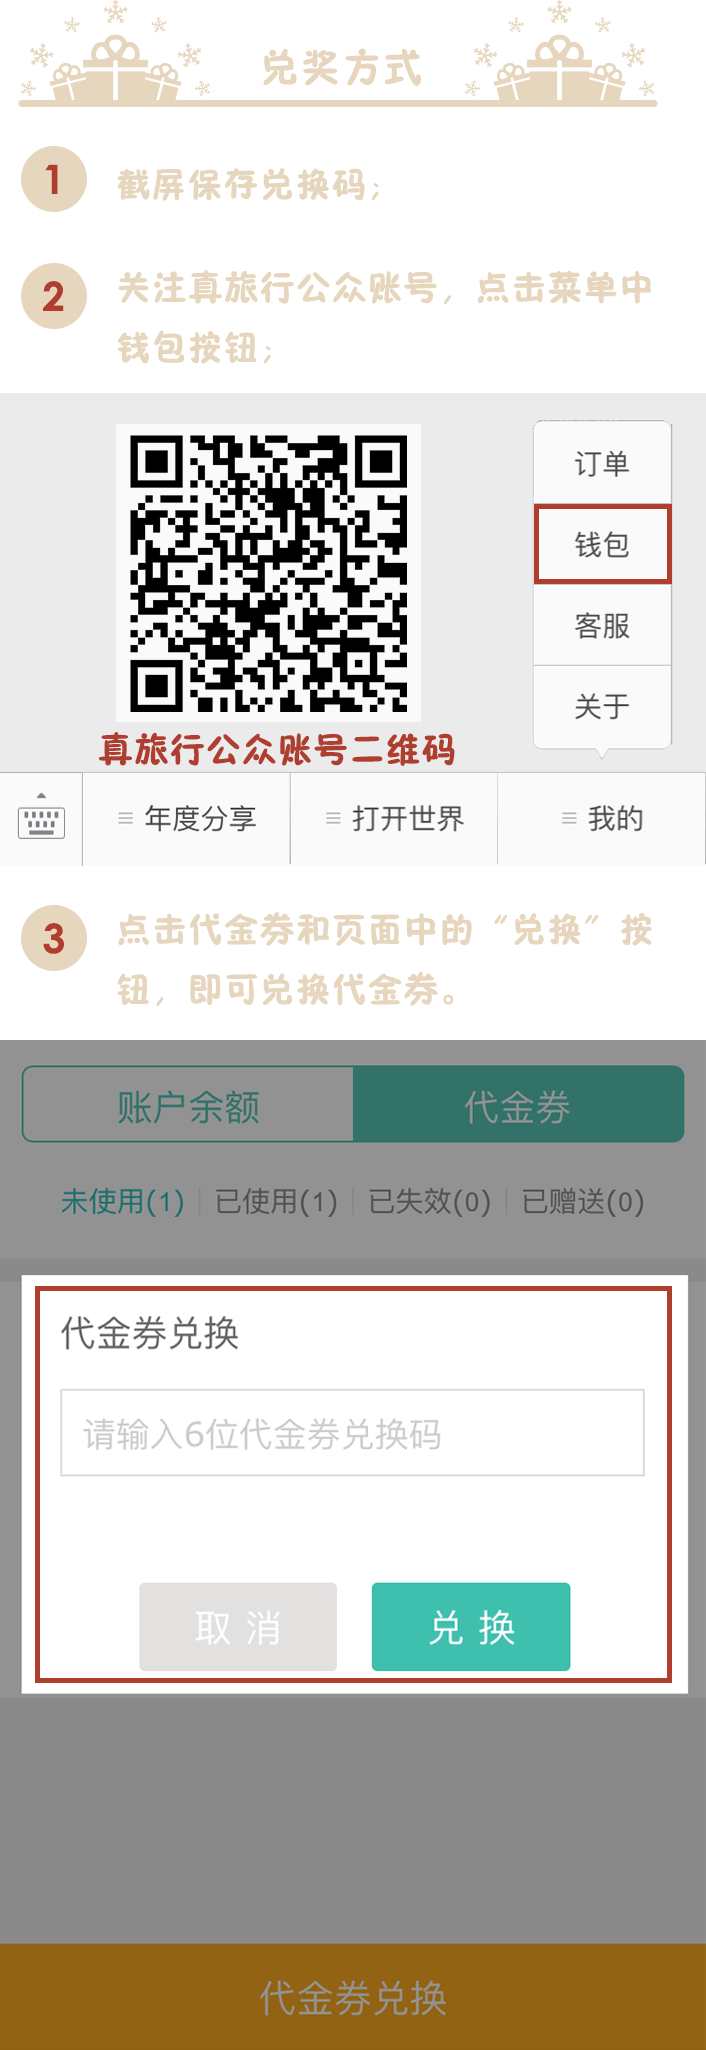 兑奖方式
1
截屏保存兑换码;
2
关注真旅行公众账号，点击菜单中
钱包按钮;
订单
钱包
客服
关于
真旅行公众账号二维码
年度分享
打开世界
我的
3
点击代金券和页面中的“兑换”按
钮，即可兑换代金券。
账户余额
代金券
未使用(1)
已使用(1)
已失效(0)
已赠送(0)
代金券兑换
请输入6位代金券兑换码
取 消
兑 换
代金券兑换